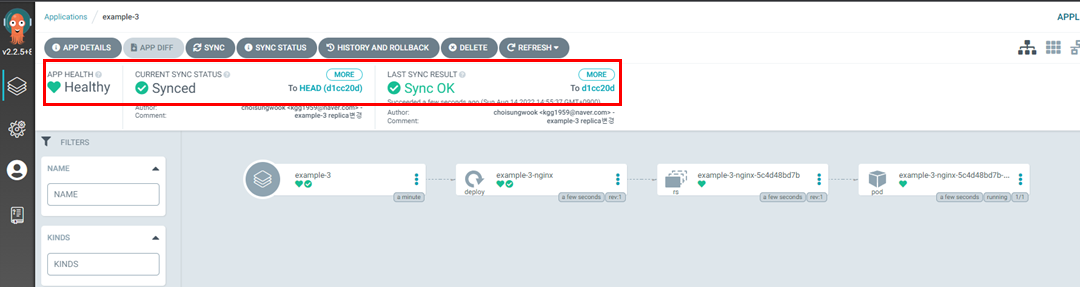 Applications / example-3
APPLI
v2.2.5+8
APP DETAILS
APP DIFF
SYNC
SYNC STATUS
HISTORY AND ROLLBACK
DELETE
REFRESH
APP HEALTH
Healthy
CURRENT SYNC STATUS
MORE
Synced
To HEAD (d1cc20d)
Author: choisungwook <kgg1959@naver.com> -
Comment: example-3 replica변경
LAST SYNC RESULT
MORE
Sync OK
To d1cc20d
Succeeded a few seconds ago (Sun Aug 14 2022 14:55:37 GMT+0900)
Author: choisungwook <kgg1959@naver.com> -
Comment: example-3 replica변경
FILTERS
NAME
NAME
KINDS
KINDS
example-3
a minute
deploy
example-3-nginx
a few seconds
rev:1
rs
example-3-nginx-5c4d48bd7b
a few seconds
rev:1
pod
example-3-nginx-5c4d48bd7b-...
a few seconds
running
1/1